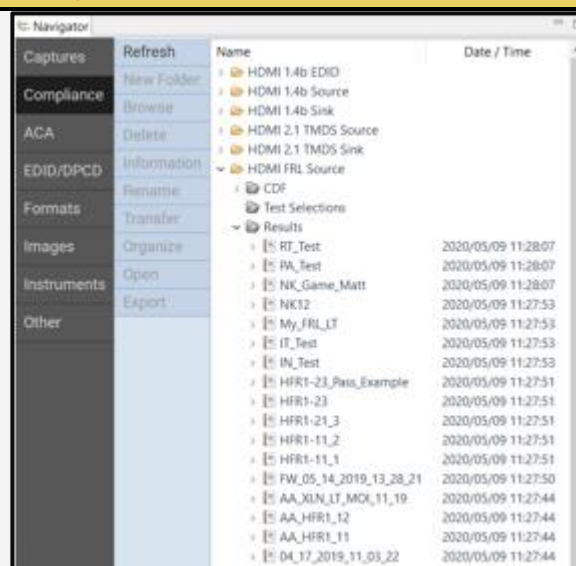 Navigator
Captures
Compliance
ACA
EDID/DPCD
Formats
Images
Instruments
Other
Refresh
New Folder
Browse
Delete
Information
Rename
Transfer
Organize
Open
Export
Name Date / Time
HDMI 1.4b EDID
HDMI 1.4b Source
HDMI 1.4b Sink
HDMI 2.1 TMDS Source
HDMI 2.1 TMDS Sink
HDMI FRL Source
CDF
Test Selections
Results
RT_Test 2020/05/09 11:28:07
PA_Test 2020/05/09 11:28:07
NK_Game_Matt 2020/05/09 11:28:07
NK12 2020/05/09 11:27:53
My_FRL_LT 2020/05/09 11:27:53
IT_Test 2020/05/09 11:27:53
IN_Test 2020/05/09 11:27:53
HFR1-23_Pass_Example 2020/05/09 11:27:51
HFR1-23 2020/05/09 11:27:51
HFR1-21_3 2020/05/09 11:27:51
HFR1-11_2 2020/05/09 11:27:51
HFR1-11_1 2020/05/09 11:27:51
FW_05_14_2019_13_28_21 2020/05/09 11:27:50
AA_XLN_LT_MOI_11_19 2020/05/09 11:27:44
AA_HFR1_12 2020/05/09 11:27:44
AA_HFR1_11 2020/05/09 11:27:44
04_17_2019_11_03_22 2020/05/09 11:27:44